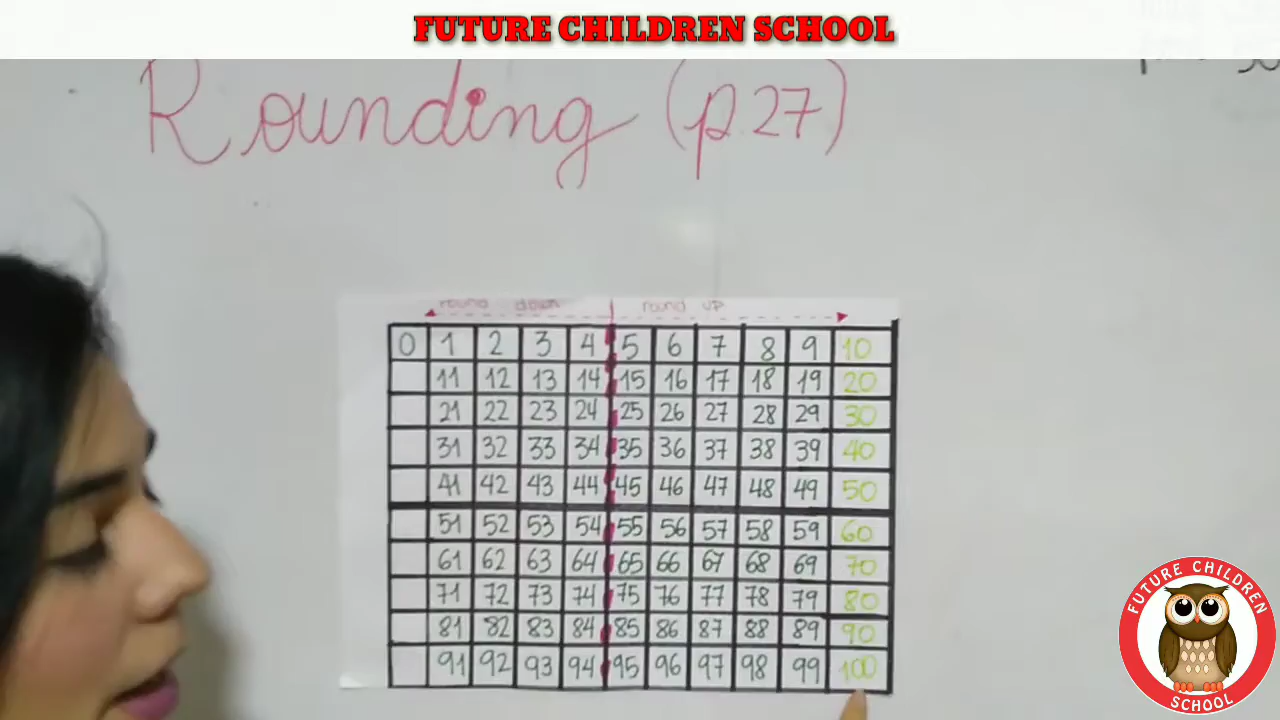 FUTURE CHILDREN SCHOOL
Rounding (p.27)
round down round up
0 1 2 3 4 5 6 7 8 9 10
11 12 13 14 15 16 17 18 19 20
21 22 23 24 25 26 27 28 29 30
31 32 33 34 35 36 37 38 39 40
41 42 43 44 45 46 47 48 49 50
51 52 53 54 55 56 57 58 59 60
61 62 63 64 65 66 67 68 69 70
71 72 73 74 75 76 77 78 79 80
81 82 83 84 85 86 87 88 89 90
91 92 93 94 95 96 97 98 99 100
FUTURE CHILDREN
SCHOOL